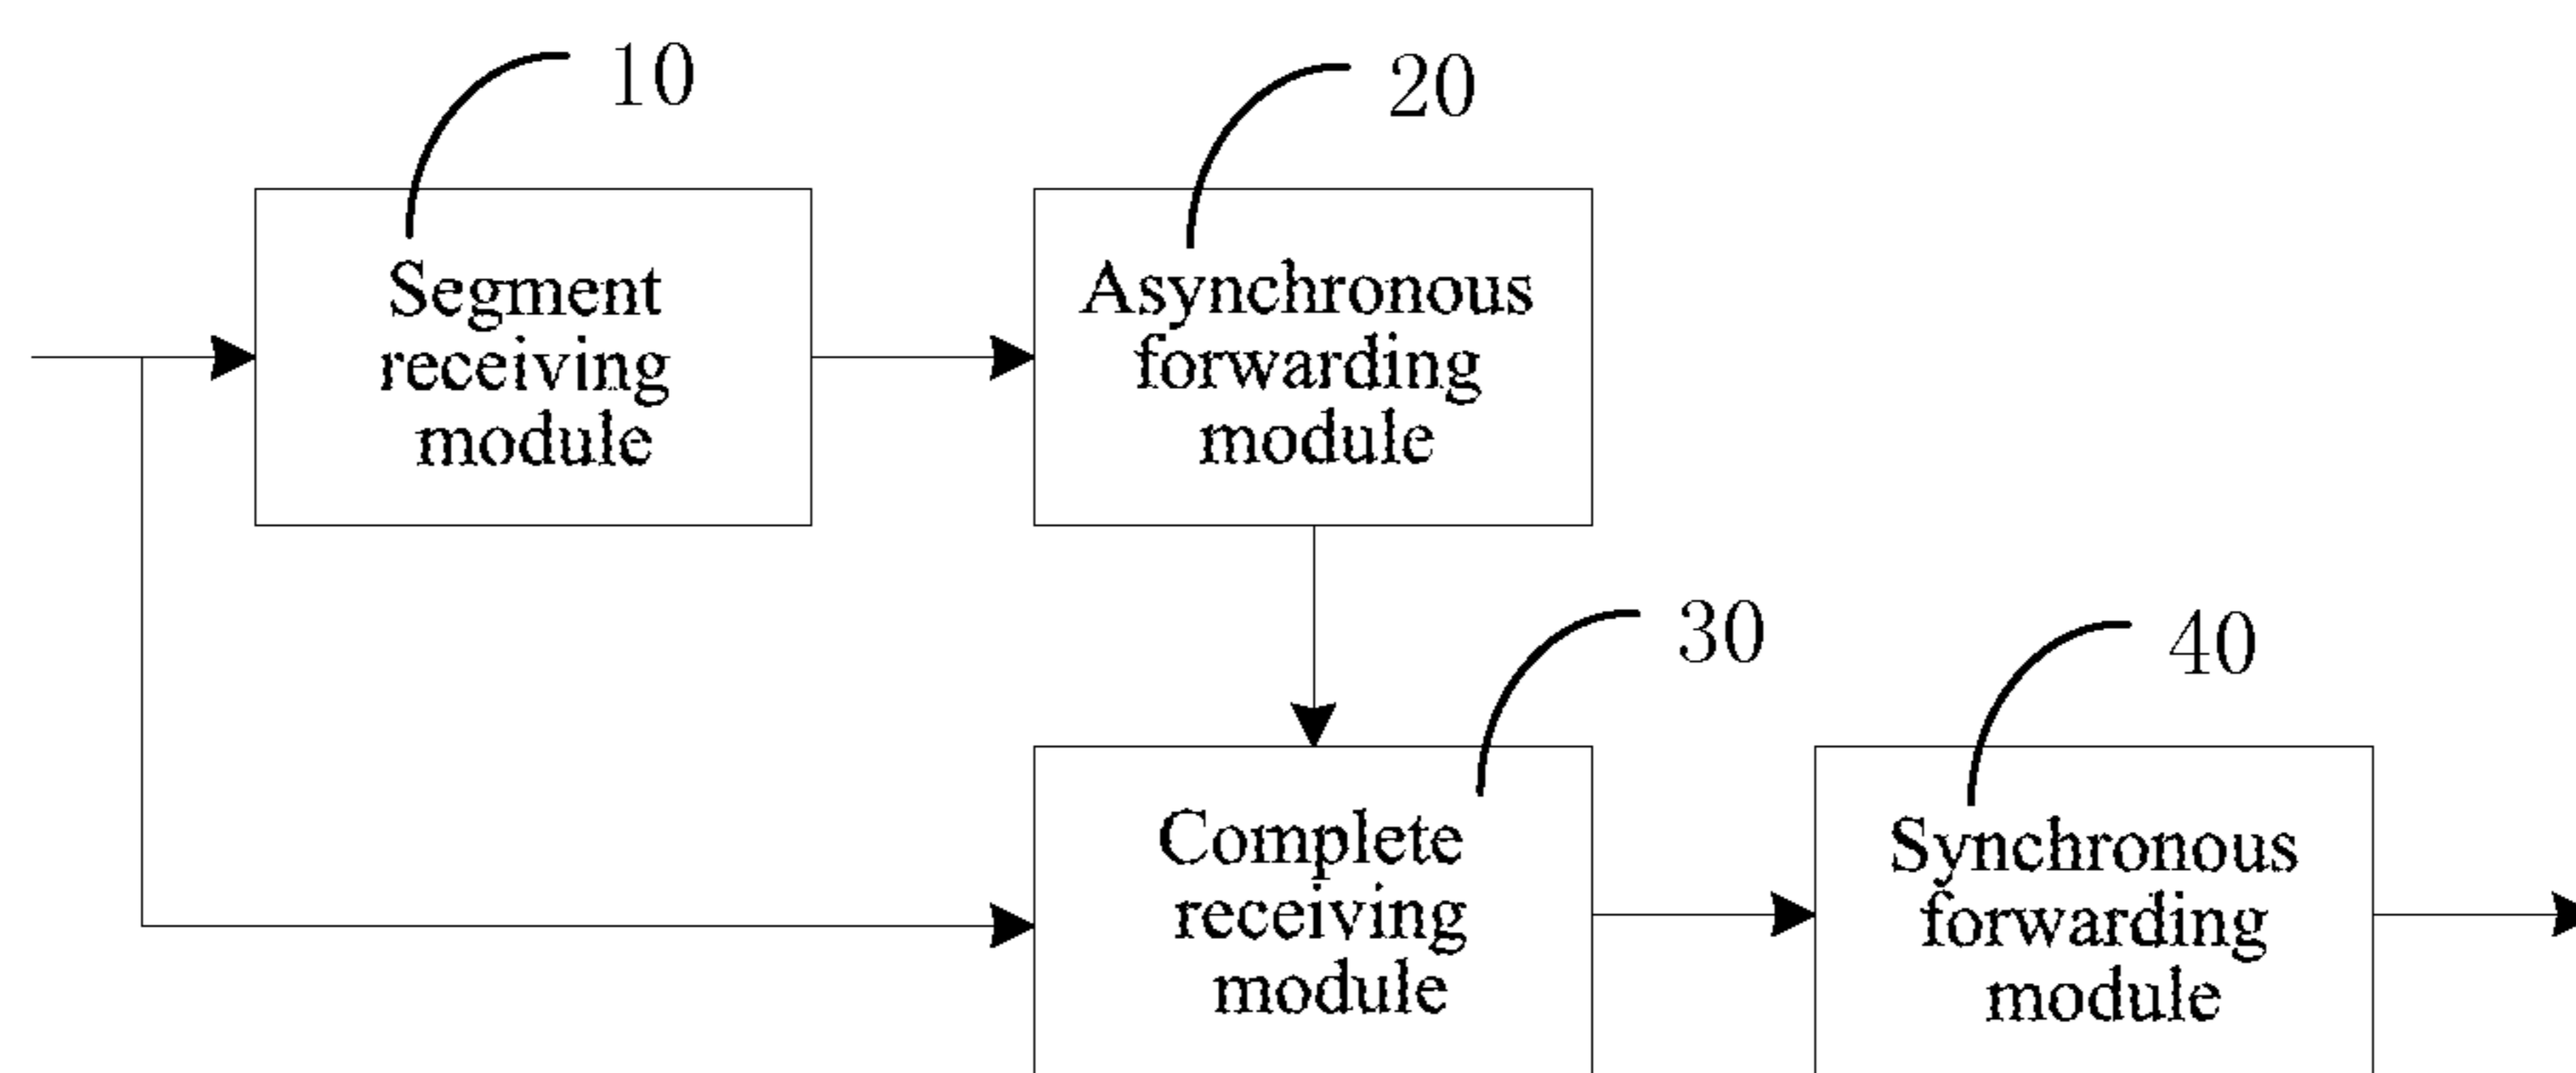 10
20
Segment
receiving
module
Asynchronous
forwarding
module
30
40
Complete
receiving
module
Synchronous
forwarding
module